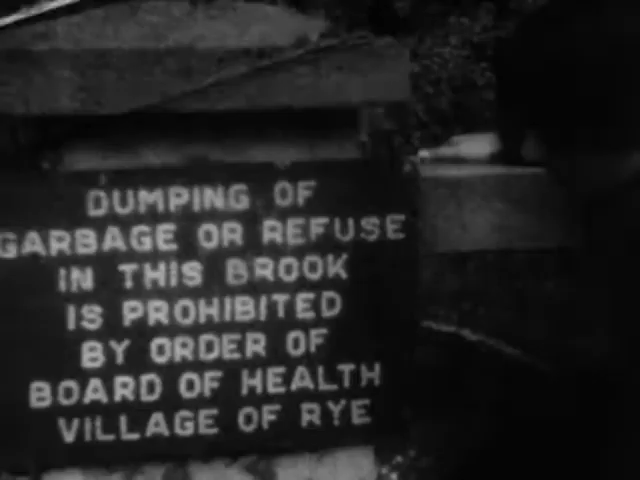 DUMPING OF
GARBAGE OR REFUSE
IN THIS BROOK
IS PROHIBITED
BY ORDER OF
BOARD OF HEALTH
VILLAGE OF RYE